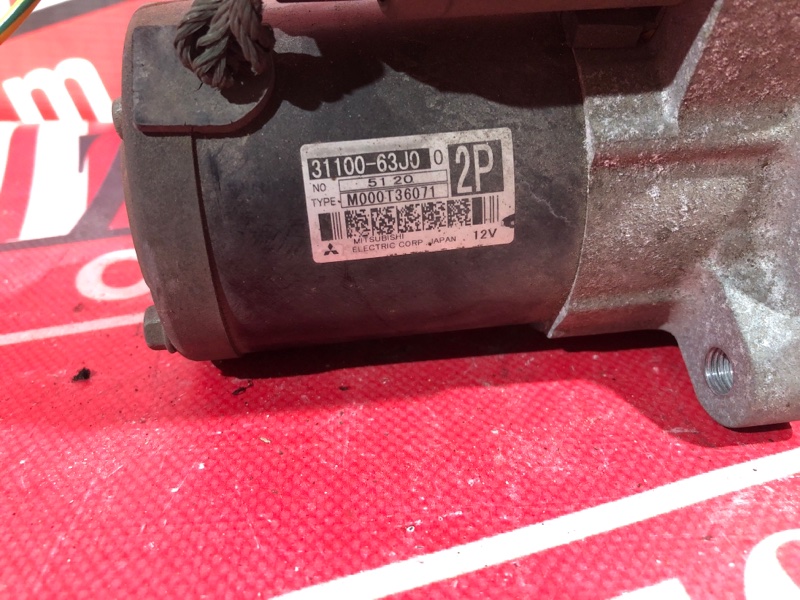 m
31100-63J0 0
2P
NO 5120
TYPE M000T36071
MITSUBISHI
ELECTRIC CORP. JAPAN 12V